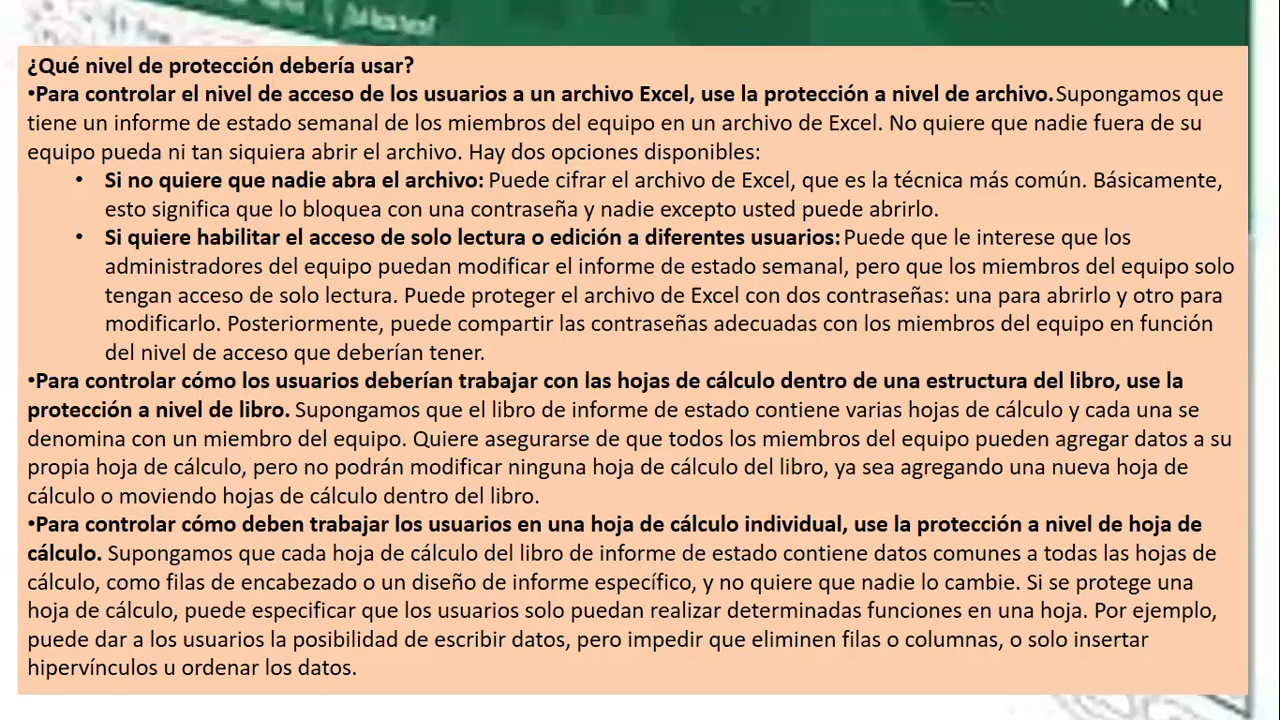 ¿Qué nivel de protección debería usar?
•Para controlar el nivel de acceso de los usuarios a un archivo Excel, use la protección a nivel de archivo. Supongamos que
tiene un informe de estado semanal de los miembros del equipo en un archivo de Excel. No quiere que nadie fuera de su
equipo pueda ni tan siquiera abrir el archivo. Hay dos opciones disponibles:
• Si no quiere que nadie abra el archivo: Puede cifrar el archivo de Excel, que es la técnica más común. Básicamente,
esto significa que lo bloquea con una contraseña y nadie excepto usted puede abrirlo.
• Si quiere habilitar el acceso de solo lectura o edición a diferentes usuarios: Puede que le interese que los
administradores del equipo puedan modificar el informe de estado semanal, pero que los miembros del equipo solo
tengan acceso de solo lectura. Puede proteger el archivo de Excel con dos contraseñas: una para abrirlo y otro para
modificarlo. Posteriormente, puede compartir las contraseñas adecuadas con los miembros del equipo en función
del nivel de acceso que deberían tener.
•Para controlar cómo los usuarios deberían trabajar con las hojas de cálculo dentro de una estructura del libro, use la
protección a nivel de libro. Supongamos que el libro de informe de estado contiene varias hojas de cálculo y cada una se
denomina con un miembro del equipo. Quiere asegurarse de que todos los miembros del equipo pueden agregar datos a su
propia hoja de cálculo, pero no podrán modificar ninguna hoja de cálculo del libro, ya sea agregando una nueva hoja de
cálculo o moviendo hojas de cálculo dentro del libro.
•Para controlar cómo deben trabajar los usuarios en una hoja de cálculo individual, use la protección a nivel de hoja de
cálculo. Supongamos que cada hoja de cálculo del libro de informe de estado contiene datos comunes a todas las hojas de
cálculo, como filas de encabezado o un diseño de informe específico, y no quiere que nadie lo cambie. Si se protege una
hoja de cálculo, puede especificar que los usuarios solo puedan realizar determinadas funciones en una hoja. Por ejemplo,
puede dar a los usuarios la posibilidad de escribir datos, pero impedir que eliminen filas o columnas, o solo insertar
hipervínculos u ordenar los datos.